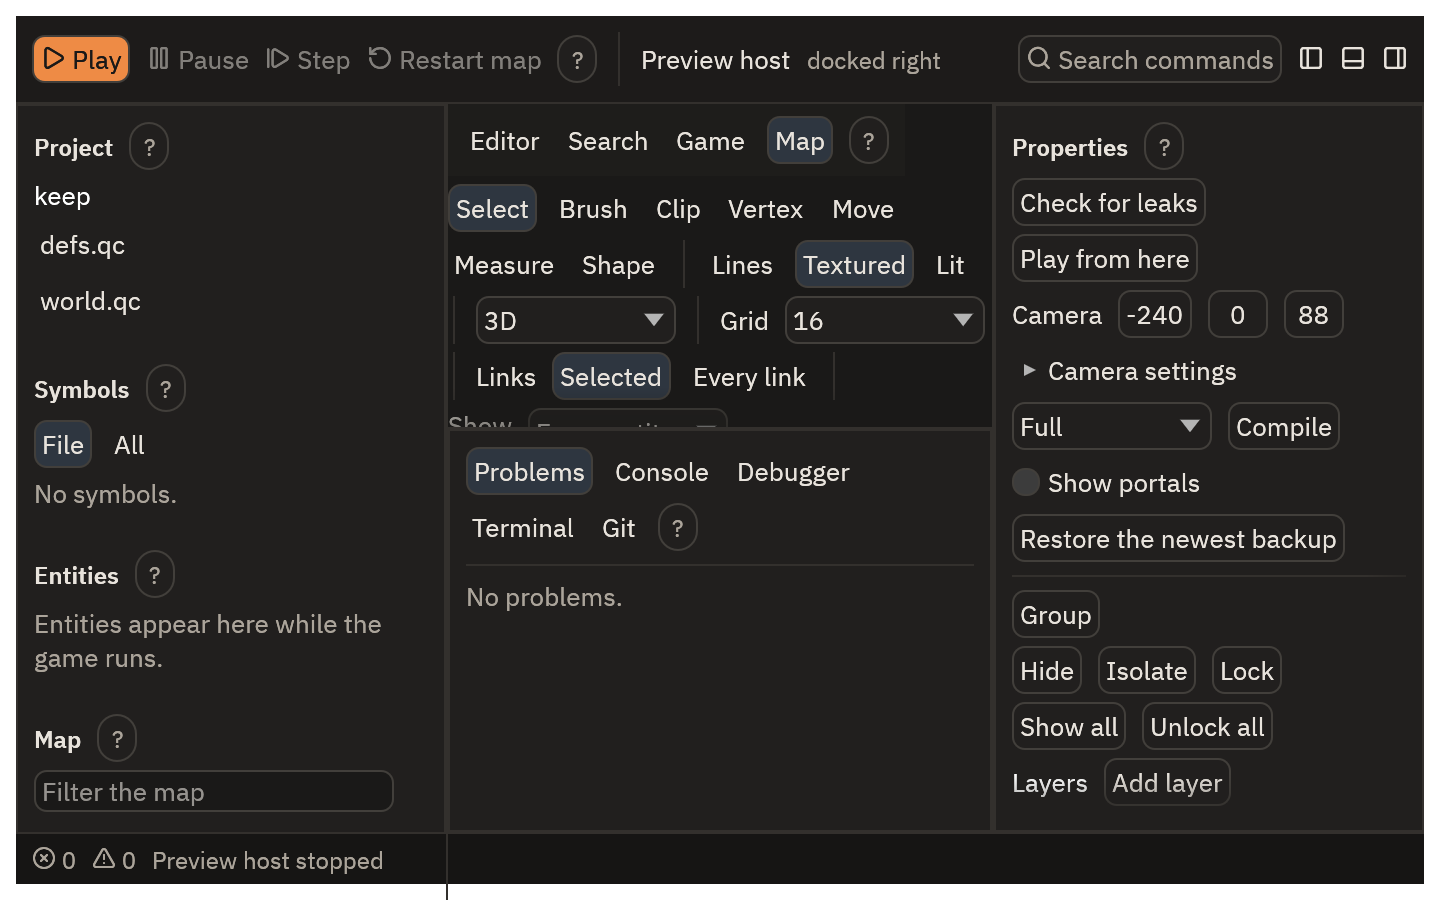 Play Pause Step Restart map ? Preview host docked right Search commands
Project ?
keep
defs.qc
world.qc
Symbols ?
File All
No symbols.
Entities ?
Entities appear here while the
game runs.
Map ?
Filter the map
Editor Search Game Map ?
Select Brush Clip Vertex Move
Measure Shape Lines Textured Lit
3D Grid 16
Links Selected Every link
Show
Problems Console Debugger
Terminal Git ?
No problems.
Properties ?
Check for leaks
Play from here
Camera -240 0 88
Camera settings
Full Compile
Show portals
Restore the newest backup
Group
Hide Isolate Lock
Show all Unlock all
Layers Add layer
0 0 Preview host stopped